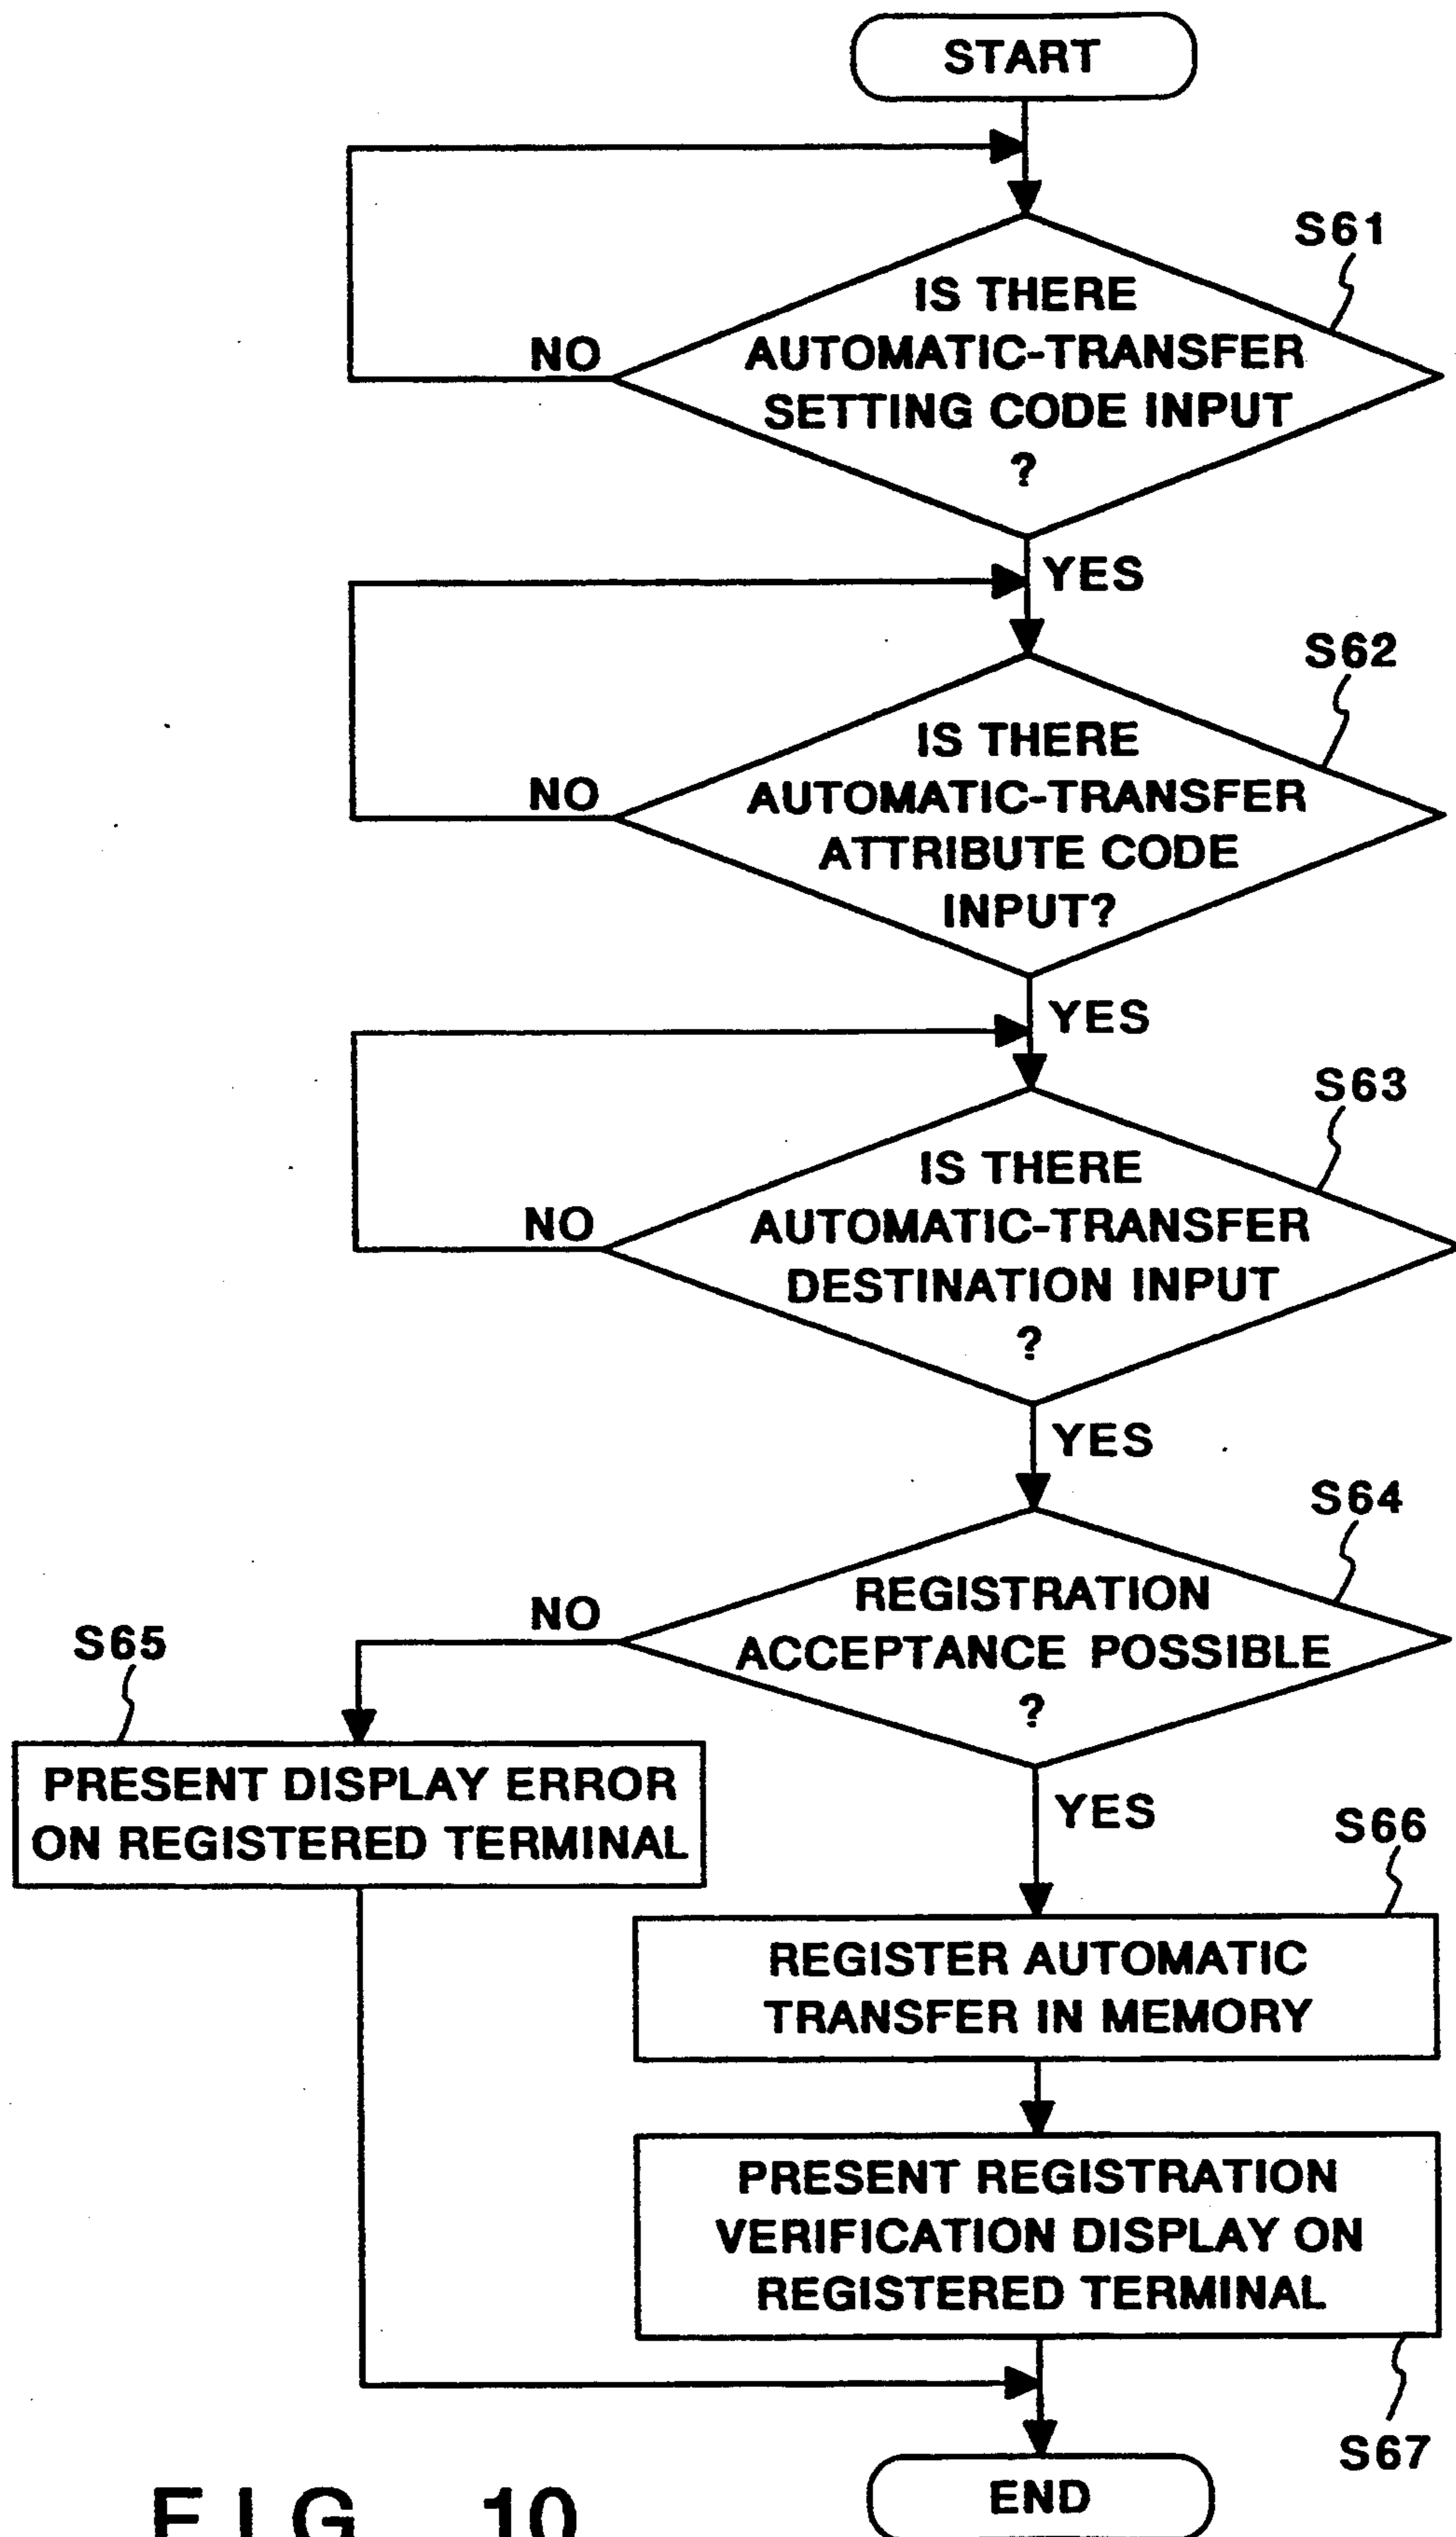 START
S61
IS THERE
AUTOMATIC-TRANSFER
SETTING CODE INPUT
?
NO
YES
S62
IS THERE
AUTOMATIC-TRANSFER
ATTRIBUTE CODE
INPUT?
NO
YES
S63
IS THERE
AUTOMATIC-TRANSFER
DESTINATION INPUT
?
NO
YES
S64
REGISTRATION
ACCEPTANCE POSSIBLE
?
NO
S65
PRESENT DISPLAY ERROR
ON REGISTERED TERMINAL
YES
S66
REGISTER AUTOMATIC
TRANSFER IN MEMORY
PRESENT REGISTRATION
VERIFICATION DISPLAY ON
REGISTERED TERMINAL
S67
END
FIG. 10